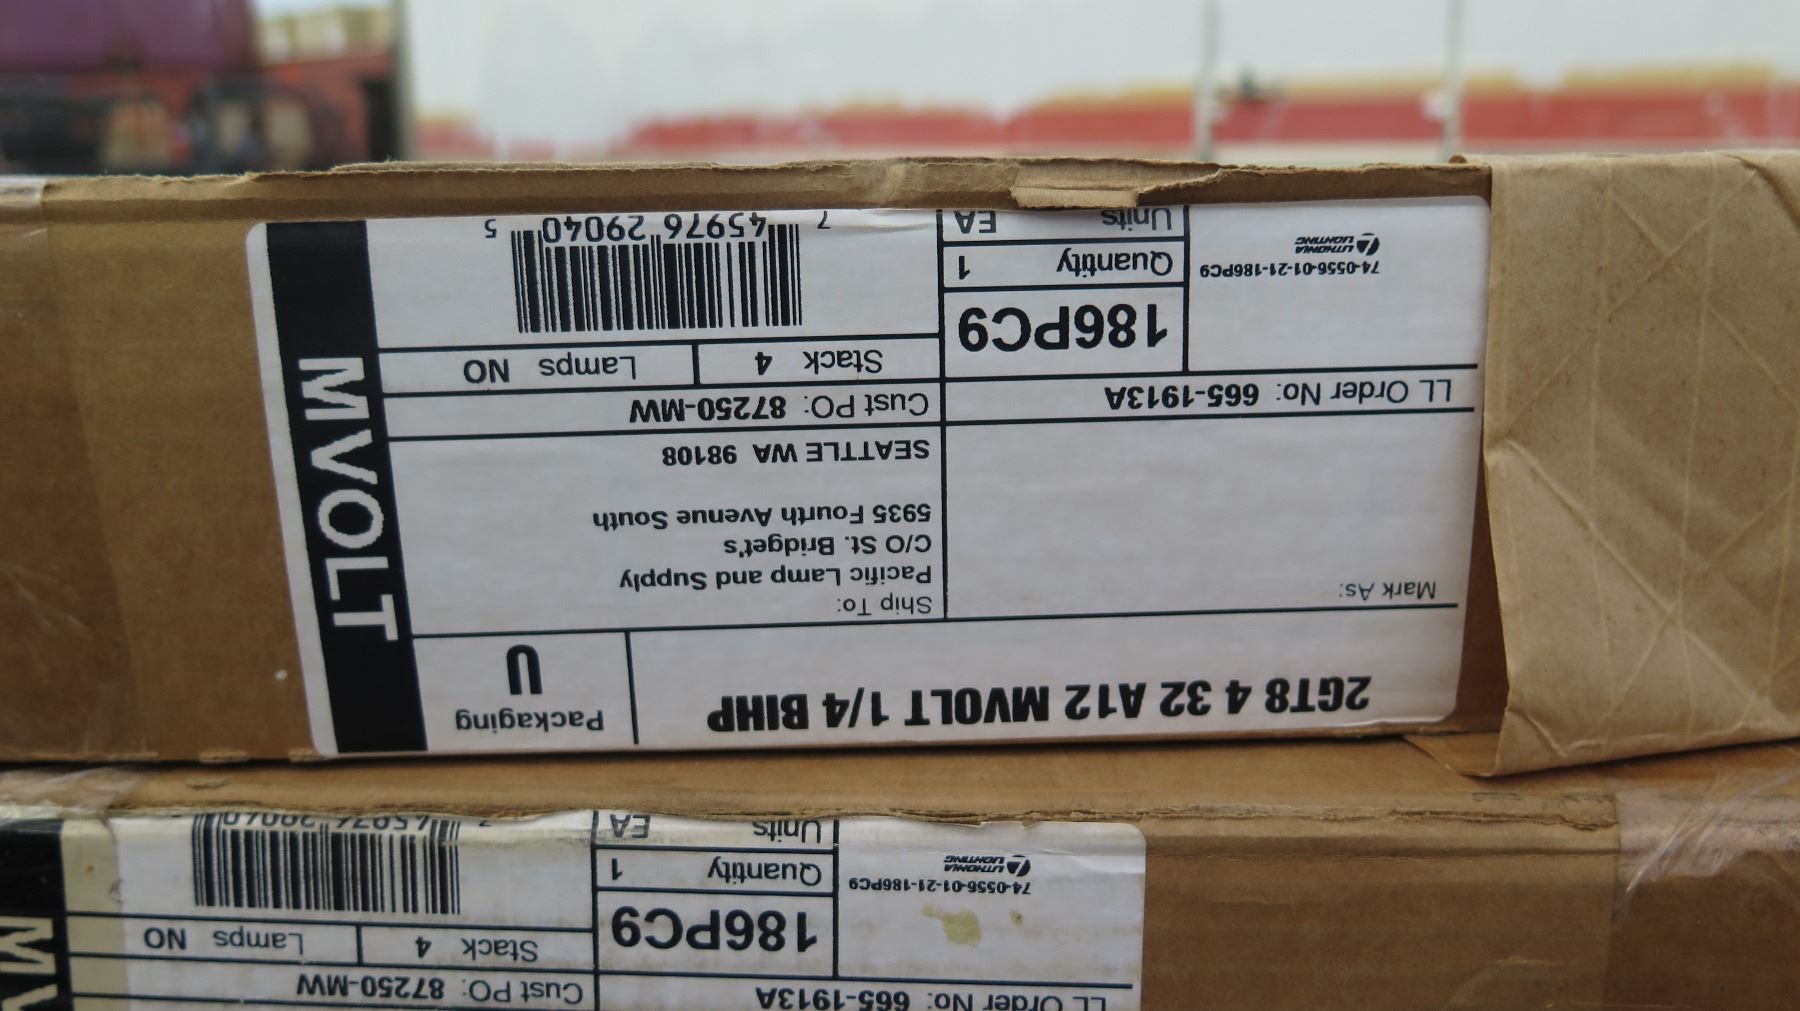 2GT8 4 32 A12 MVOLT 1/4 BIHP
Packaging
U
MVOLT
Mark As:
Ship To:
Pacific Lamp and Supply
C/O St. Bridget's
5935 Fourth Avenue South
SEATTLE WA 98108
LL Order No: 665-1913A
Cust PO: 87250-MW
186PC9
Stack 4
Lamps NO
Quantity 1
Units EA
74-0556-01-21-186PC9
LITHONIA
LIGHTING
7 45976 29040 5
LL Order No: 665-1913A
Cust PO: 87250-MW
186PC9
Stack 4
Lamps NO
Quantity 1
Units EA
74-0556-01-21-186PC9
LITHONIA
LIGHTING
7 45976 29040
MV